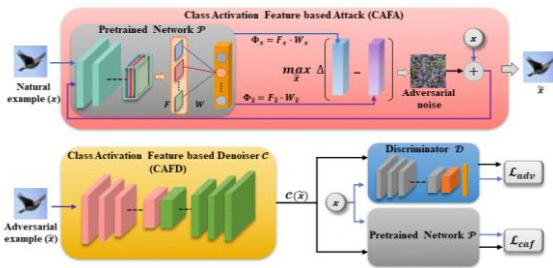 Class Activation Feature based Attack (CAFA)
Pretrained Network 𝒫
Natural
example (x)
F
W
Φₓ = Fₓ · Wₓ
Φx̃ = Fx̃ · Wx̃
max Δ
x̃
−
Adversarial
noise
x
+
x̃
Class Activation Feature based Denoiser C
(CAFD)
Adversarial
example (x̃)
C(x̃)
x
Discriminator 𝒟
Pretrained Network 𝒫
ℒadv
ℒcaf